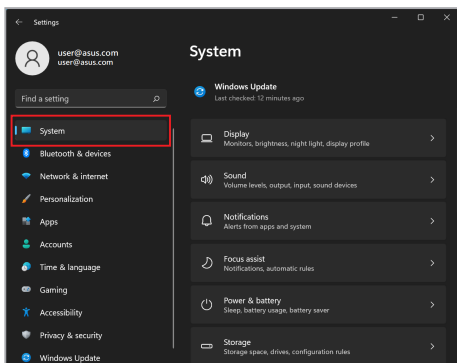 Settings
user@asus.com
user@asus.com
Find a setting
System
Bluetooth & devices
Network & internet
Personalization
Apps
Accounts
Time & language
Gaming
Accessibility
Privacy & security
Windows Update
System
Windows Update
Last checked: 12 minutes ago
Display
Monitors, brightness, night light, display profile
Sound
Volume levels, output, input, sound devices
Notifications
Alerts from apps and system
Focus assist
Notifications, automatic rules
Power & battery
Sleep, battery usage, battery saver
Storage
Storage space, drives, configuration rules